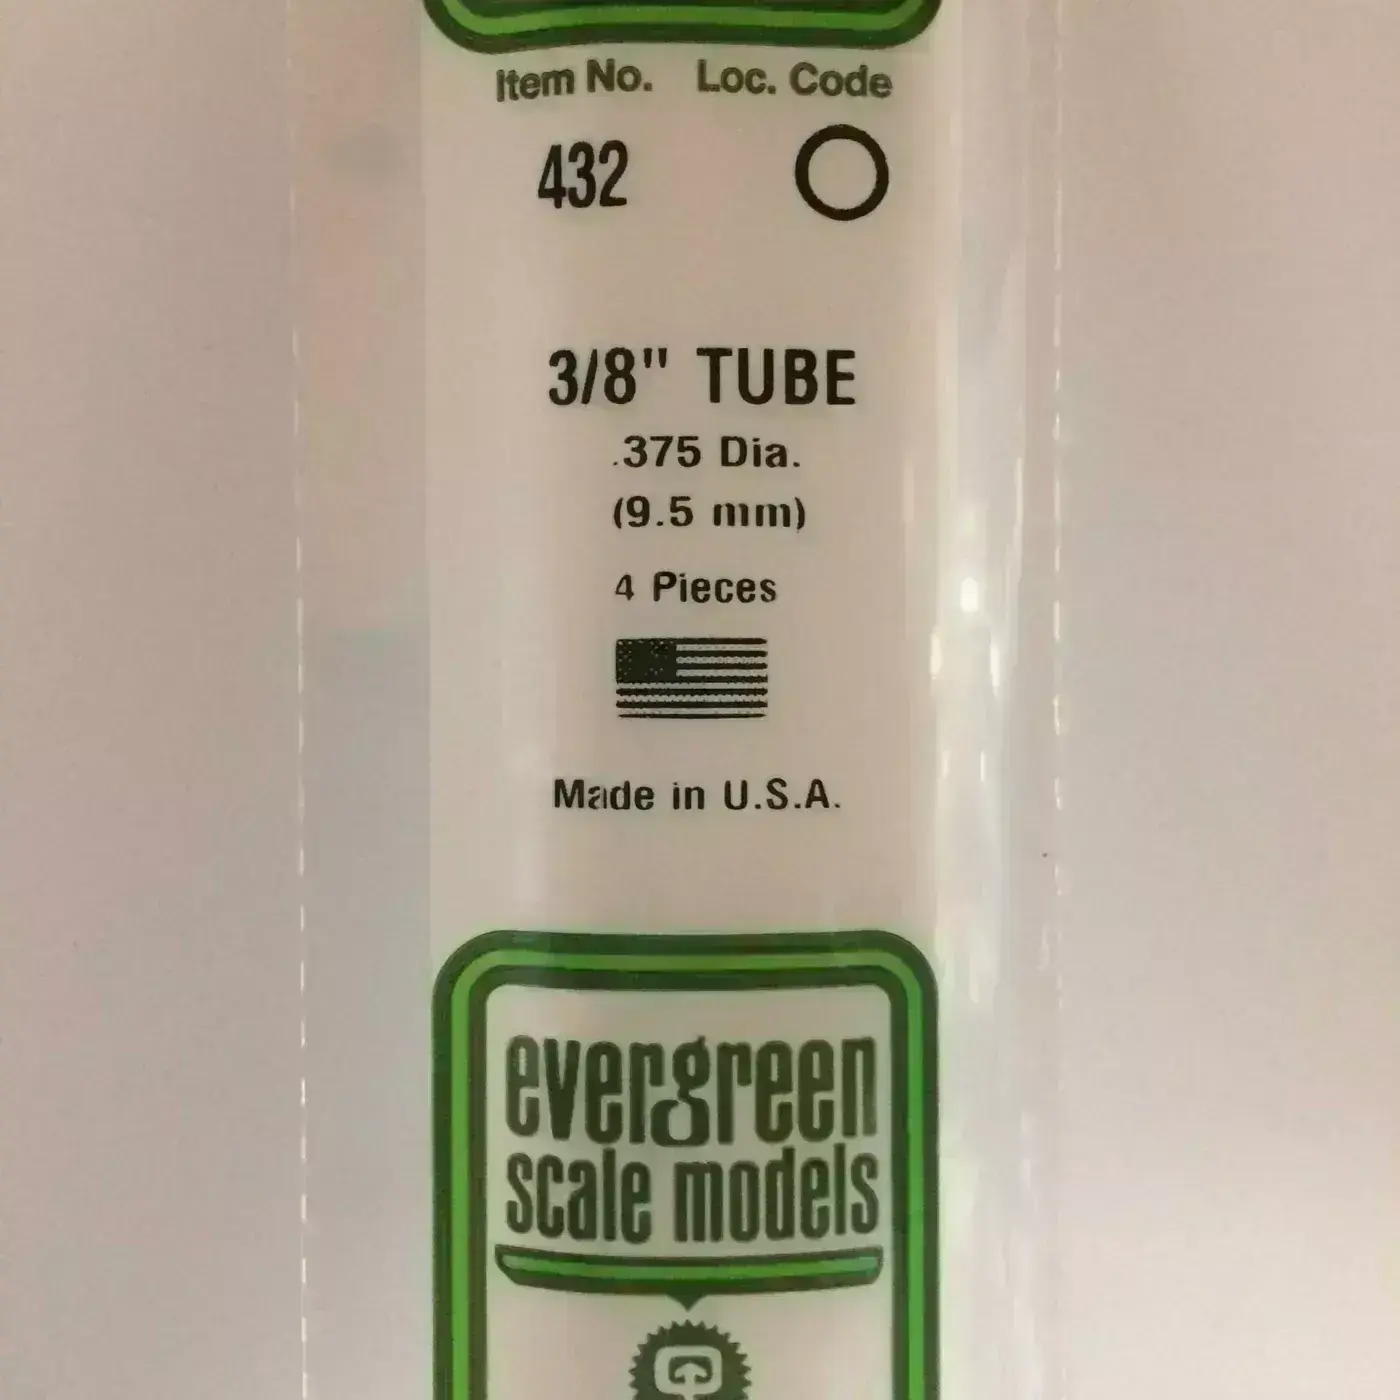 Item No. Loc. Code
432
3/8" TUBE
.375 Dia.
(9.5 mm)
4 Pieces
Made in U.S.A.
evergreen
scale models